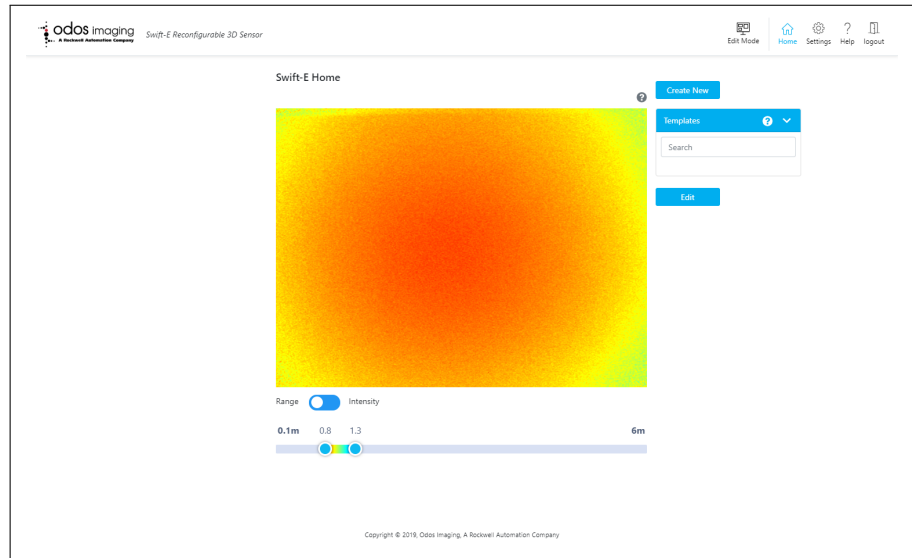 odos imaging
A Rockwell Automation Company
Swift-E Reconfigurable 3D Sensor
Edit Mode
Home
Settings
Help
logout
Swift-E Home
?
Create New
Templates ?
Search
Edit
Range Intensity
0.1m 0.8 1.3 6m
Copyright © 2019, Odos Imaging, A Rockwell Automation Company